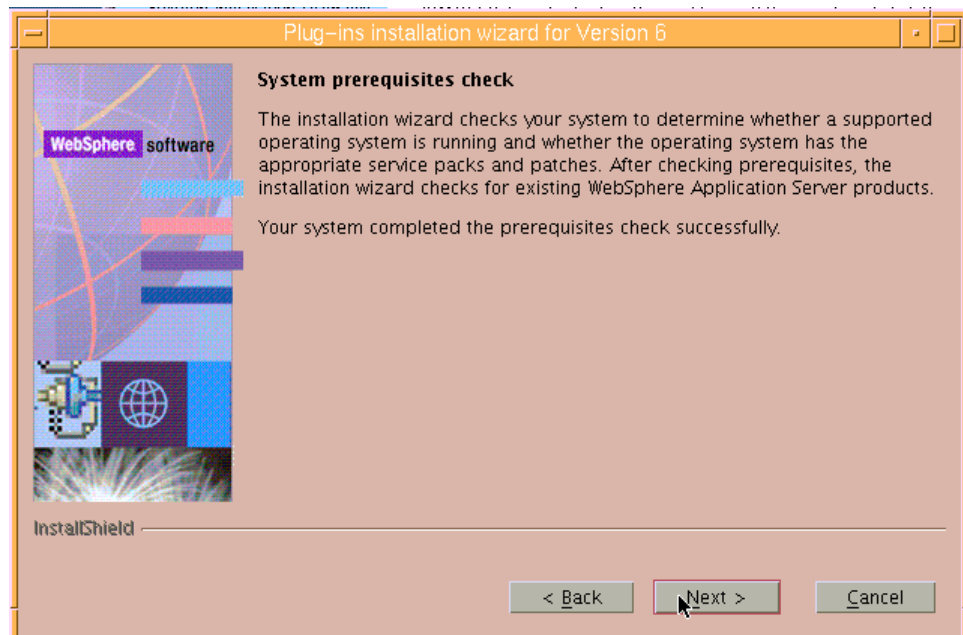 Plug-ins installation wizard for Version 6
System prerequisites check
The installation wizard checks your system to determine whether a supported
operating system is running and whether the operating system has the
appropriate service packs and patches. After checking prerequisites, the
installation wizard checks for existing WebSphere Application Server products.
Your system completed the prerequisites check successfully.
WebSphere software
InstallShield
< Back Next > Cancel